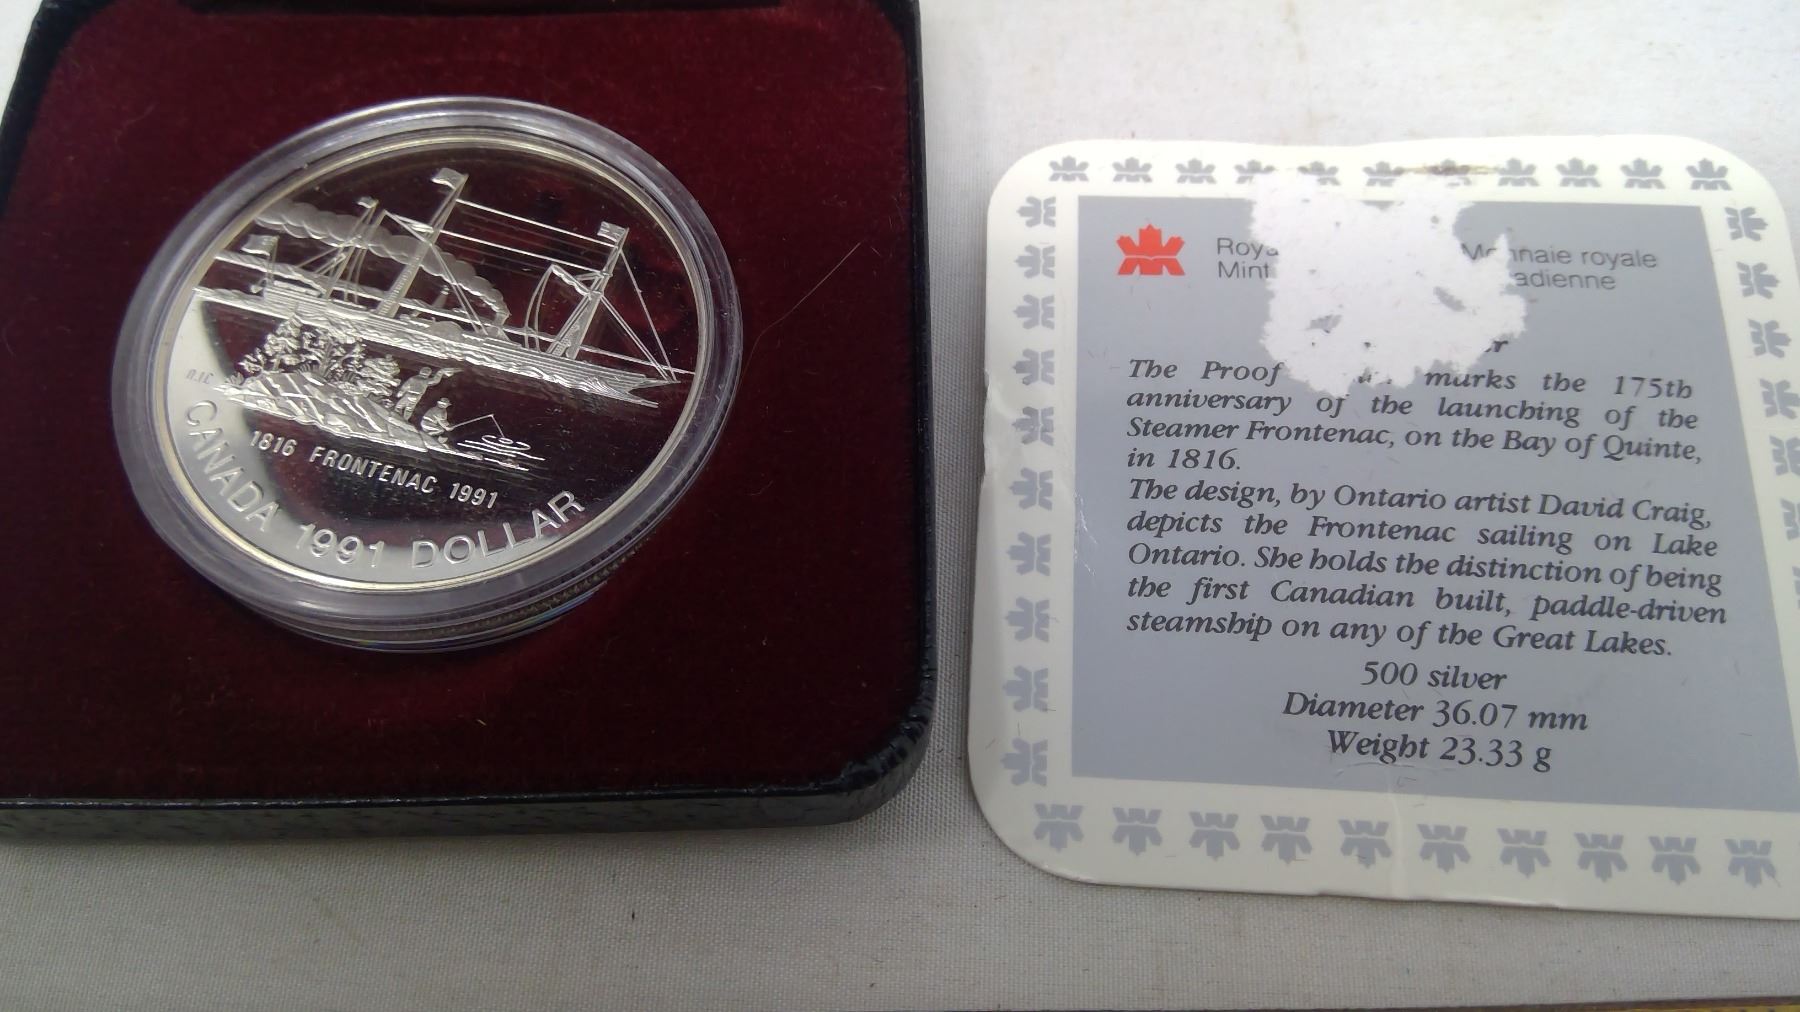 D.J.C.
1816 FRONTENAC 1991
CANADA 1991 DOLLAR
Mint
Monnaie royale
The Proof marks the 175th
anniversary of the launching of the
Steamer Frontenac, on the Bay of Quinte,
in 1816.
The design, by Ontario artist David Craig,
depicts the Frontenac sailing on Lake
Ontario. She holds the distinction of being
the first Canadian built, paddle-driven
steamship on any of the Great Lakes.
500 silver
Diameter 36.07 mm
Weight 23.33 g